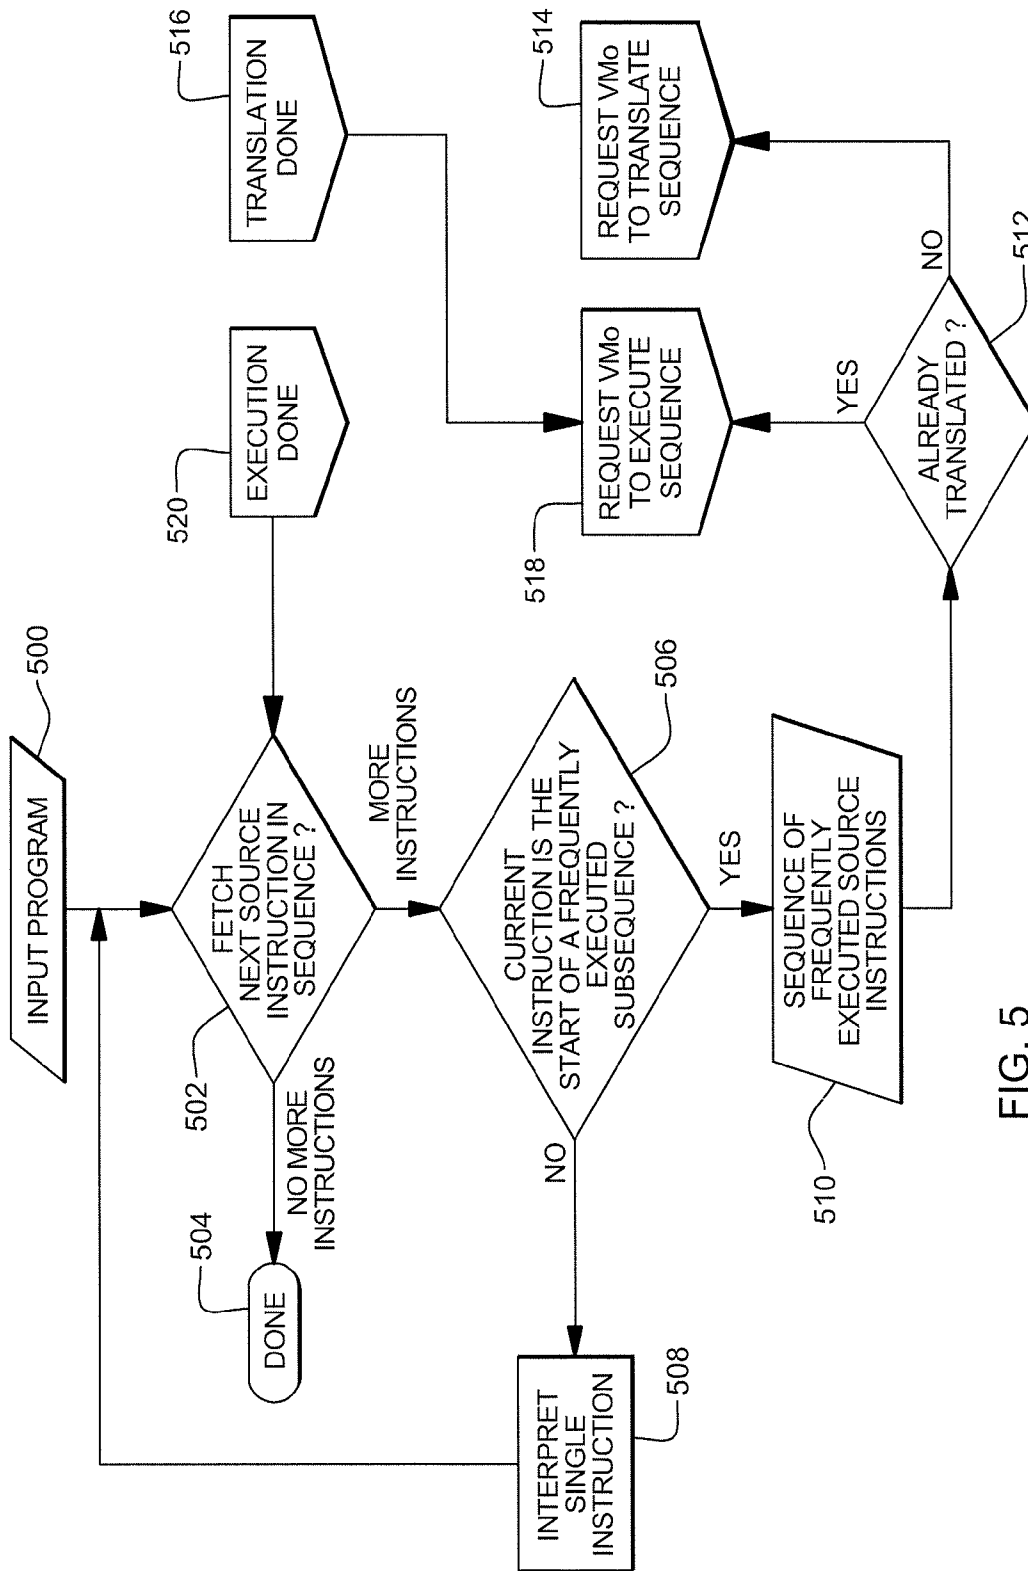 INPUT PROGRAM
500
FETCH
NEXT SOURCE
INSTRUCTION IN
SEQUENCE ?
502
NO MORE
INSTRUCTIONS
DONE
504
MORE
INSTRUCTIONS
EXECUTION
DONE
520
TRANSLATION
DONE
516
CURRENT
INSTRUCTION IS THE
START OF A FREQUENTLY
EXECUTED
SUBSEQUENCE ?
506
NO
INTERPRET
SINGLE
INSTRUCTION
508
YES
SEQUENCE OF
FREQUENTLY
EXECUTED SOURCE
INSTRUCTIONS
510
ALREADY
TRANSLATED ?
512
YES
REQUEST VMo
TO EXECUTE
SEQUENCE
518
NO
REQUEST VMo
TO TRANSLATE
SEQUENCE
514
FIG. 5